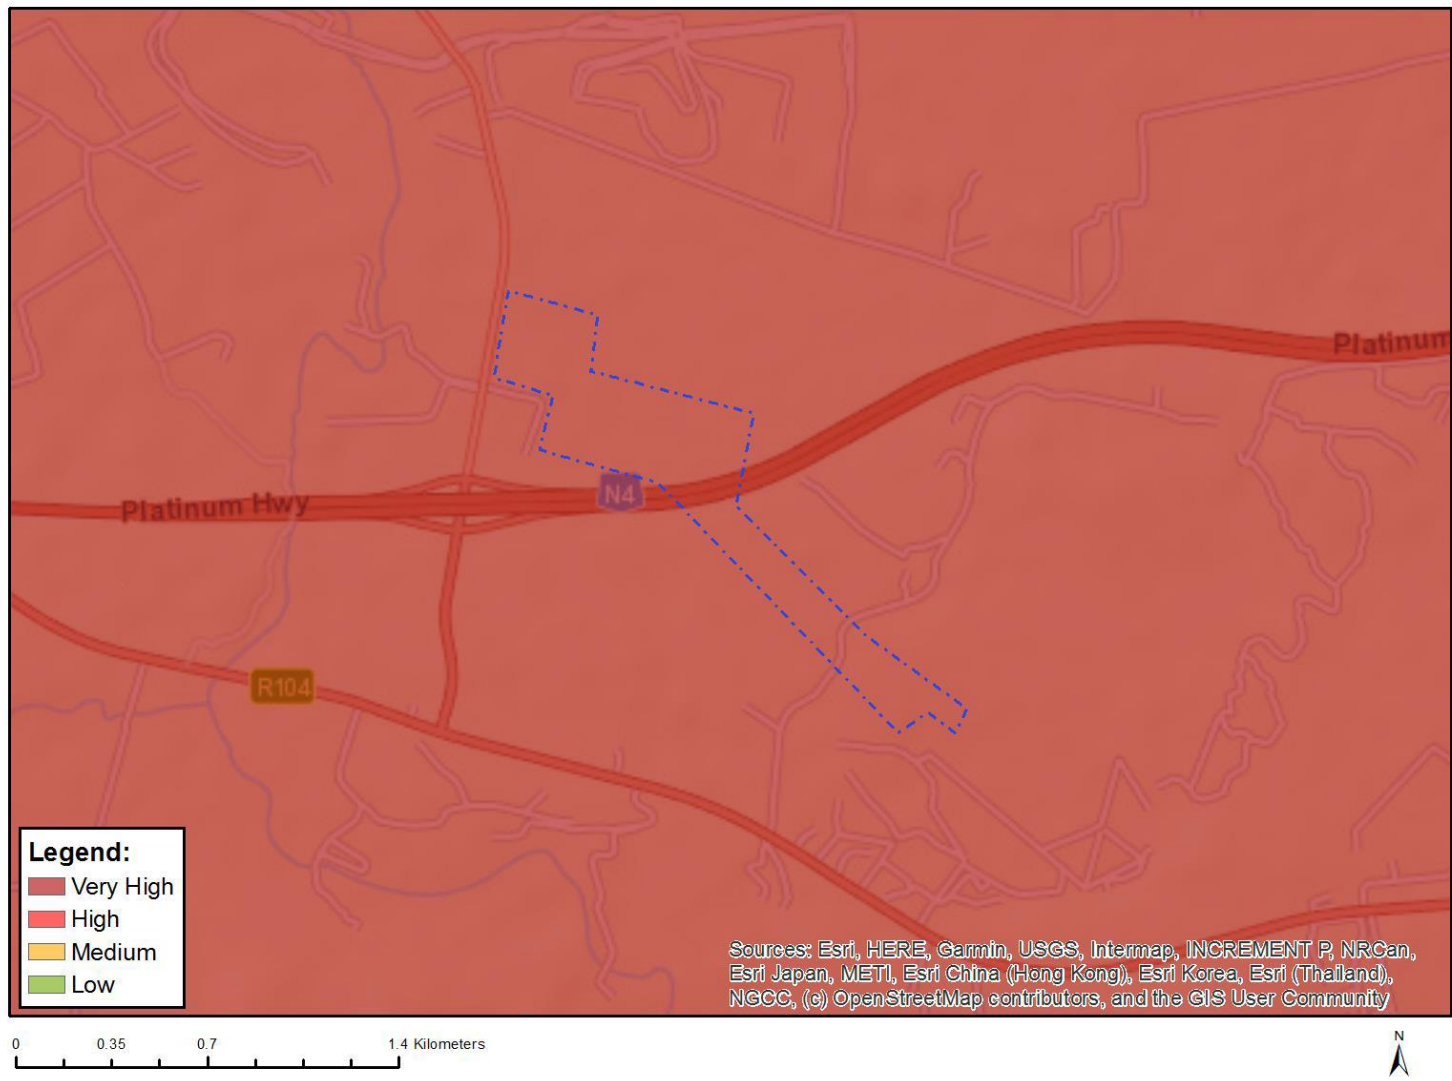 Platinum
Platinum Hwy
N4
R104
Legend:
Very High
High
Medium
Low
Sources: Esri, HERE, Garmin, USGS, Intermap, INCREMENT P, NRCan,
Esri Japan, METI, Esri China (Hong Kong), Esri Korea, Esri (Thailand),
NGCC, (c) OpenStreetMap contributors, and the GIS User Community
0 0.35 0.7 1.4 Kilometers
N